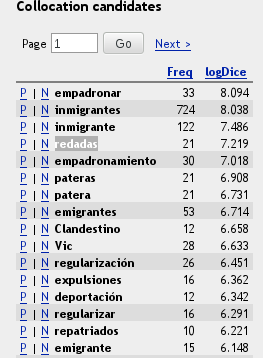 Collocation candidates
Page 1 Go Next >
Freq logDice
P | N empadronar 33 8.094
P | N inmigrantes 724 8.038
P | N inmigrante 122 7.486
P | N redadas 21 7.219
P | N empadronamiento 30 7.018
P | N pateras 21 6.908
P | N patera 21 6.731
P | N emigrantes 53 6.714
P | N Clandestino 12 6.658
P | N Vic 28 6.633
P | N regularización 26 6.451
P | N expulsiones 16 6.362
P | N deportación 12 6.342
P | N regularizar 16 6.291
P | N repatriados 10 6.221
P | N emigrante 15 6.148